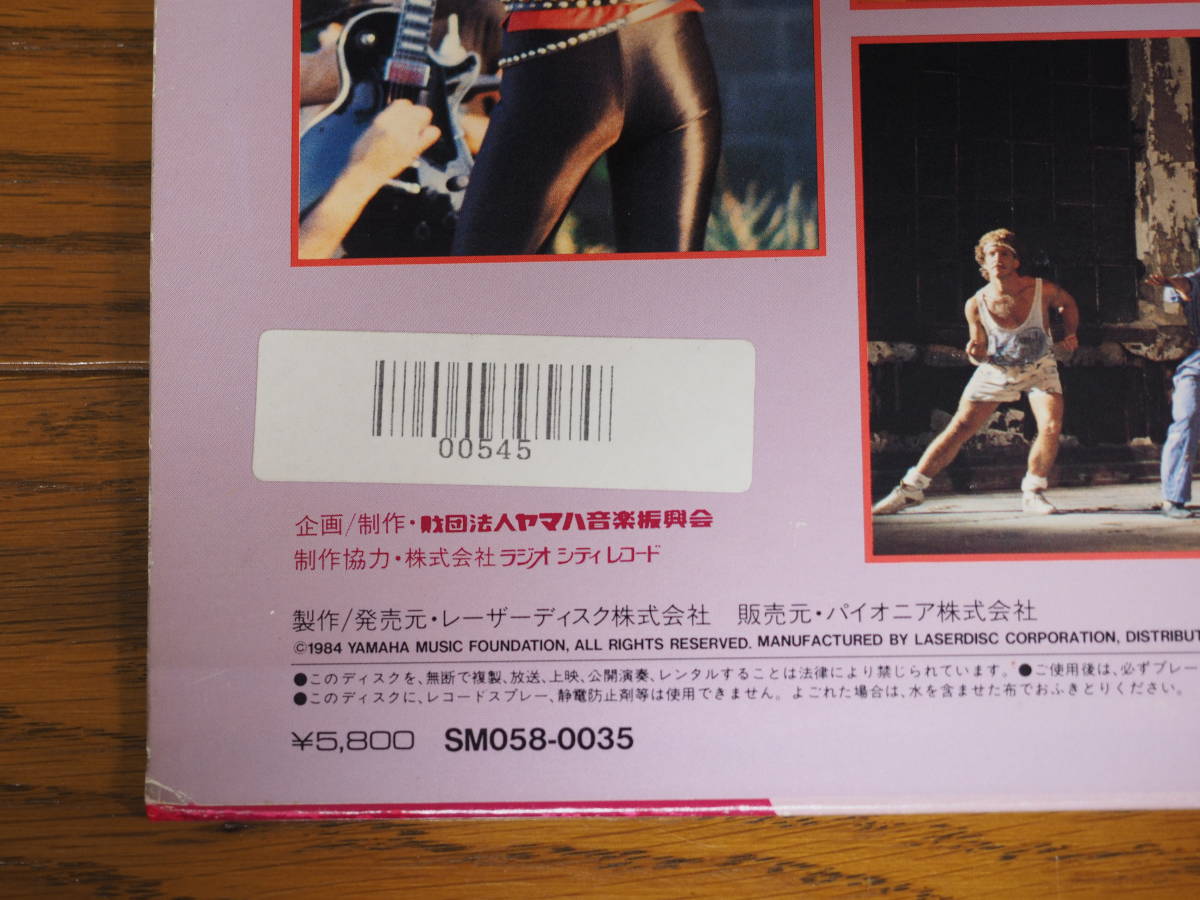 00545
企画/制作・財団法人ヤマハ音楽振興会
制作協力・株式会社ラジオシティレコード
製作/発売元・レーザーディスク株式会社 販売元・パイオニア株式会社
©1984 YAMAHA MUSIC FOUNDATION, ALL RIGHTS RESERVED. MANUFACTURED BY LASERDISC CORPORATION, DISTRIBUT
●このディスクを、無断で複製、放送、上映、公開演奏、レンタルすることは法律により禁じられています。●ご使用後は、必ずプレー
●このディスクに、レコードスプレー、静電防止剤等は使用できません。よごれた場合は、水を含ませた布でおふきとりください。
¥5,800 SM058-0035